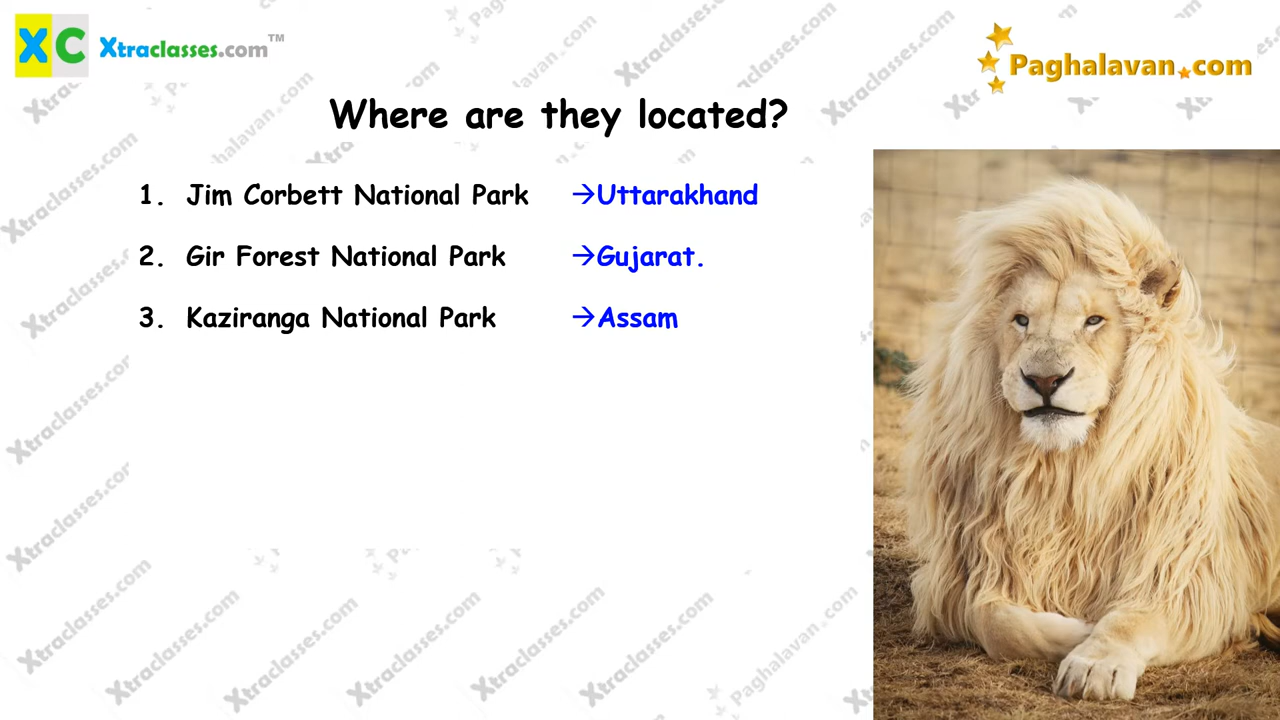 XC Xtraclasses.com™
Paghalavan.com
Where are they located?
1. Jim Corbett National Park →Uttarakhand
2. Gir Forest National Park →Gujarat.
3. Kaziranga National Park →Assam